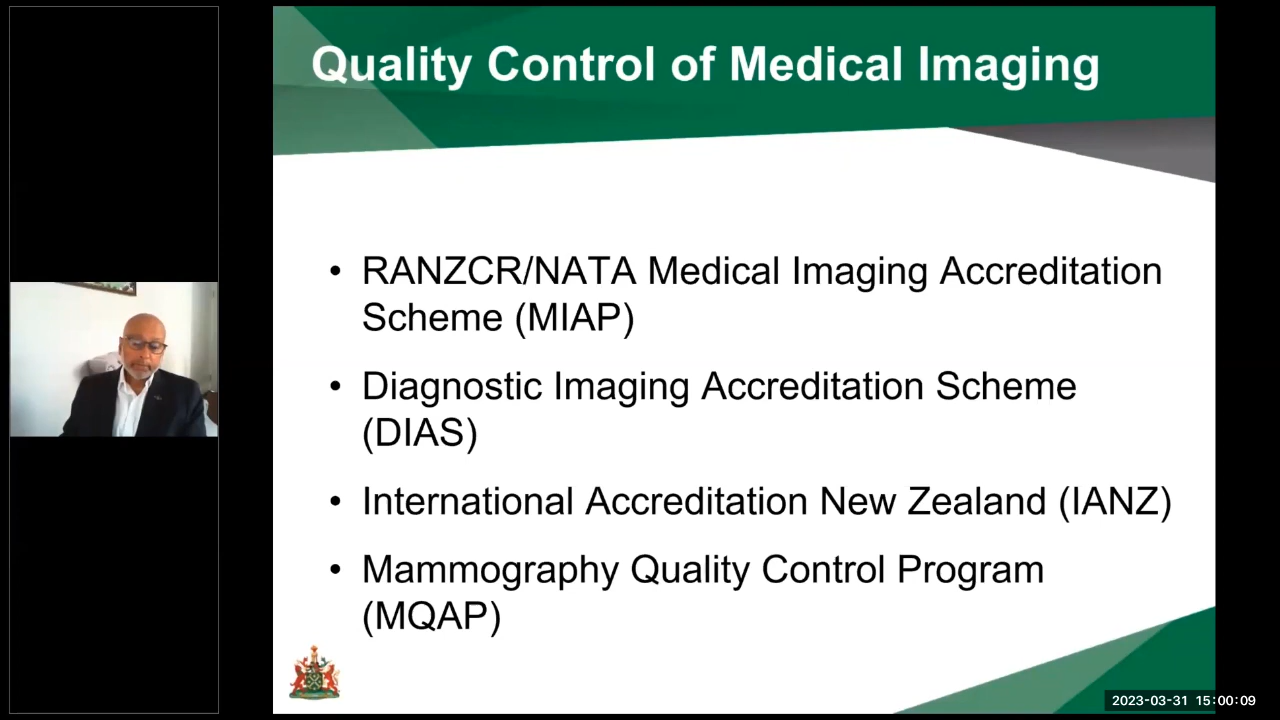 Quality Control of Medical Imaging
• RANZCR/NATA Medical Imaging Accreditation
Scheme (MIAP)
• Diagnostic Imaging Accreditation Scheme
(DIAS)
• International Accreditation New Zealand (IANZ)
• Mammography Quality Control Program
(MQAP)
2023-03-31 15:00:09